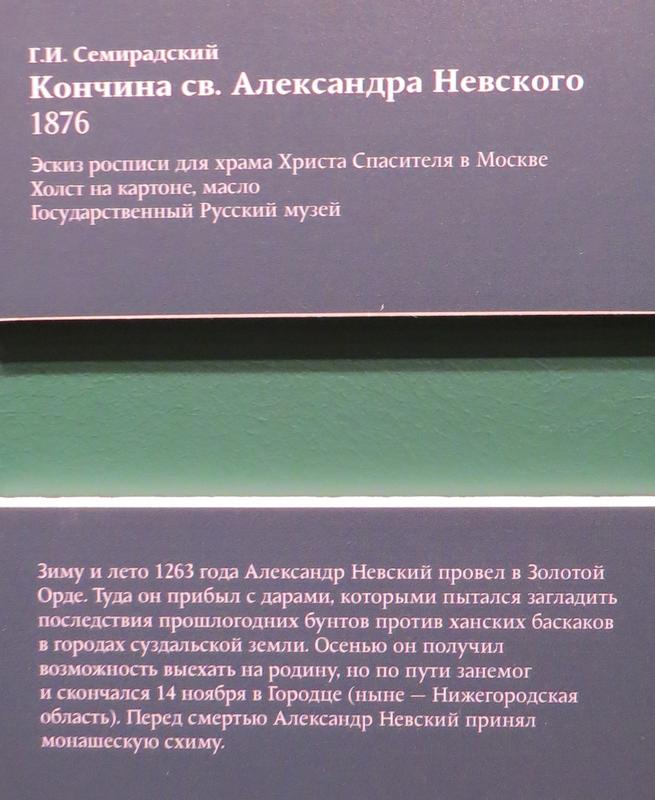 Г.И. Семирадский
Кончина св. Александра Невского
1876
Эскиз росписи для храма Христа Спасителя в Москве
Холст на картоне, масло
Государственный Русский музей
Зиму и лето 1263 года Александр Невский провел в Золотой
Орде. Туда он прибыл с дарами, которыми пытался загладить
последствия прошлогодних бунтов против ханских баскаков
в городах суздальской земли. Осенью он получил
возможность выехать на родину, но по пути занемог
и скончался 14 ноября в Городце (ныне — Нижегородская
область). Перед смертью Александр Невский принял
монашескую схиму.